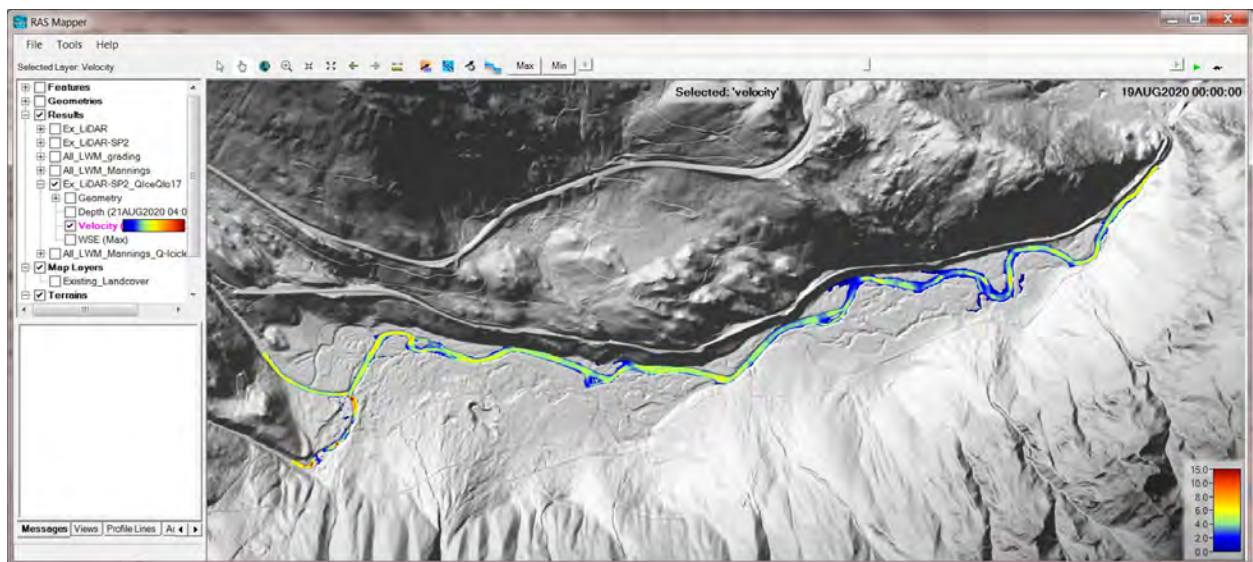 RAS Mapper
File Tools Help
Selected Layer: Velocity
Max Min
Features
Geometries
Results
Ex_LiDAR
Ex_LiDAR-SP2
All_LWM_grading
All_LWM_Mannings
Ex_LiDAR-SP2_QIceQlo17
Geometry
Depth (21AUG2020 04:0
Velocity (
WSE (Max)
All_LWM_Mannings_Q-Icick
Map Layers
Existing_Landcover
Terrains
Messages Views Profile Lines
Selected: 'velocity'
19AUG2020 00:00:00
15.0
10.0
8.0
6.0
4.0
2.0
0.0